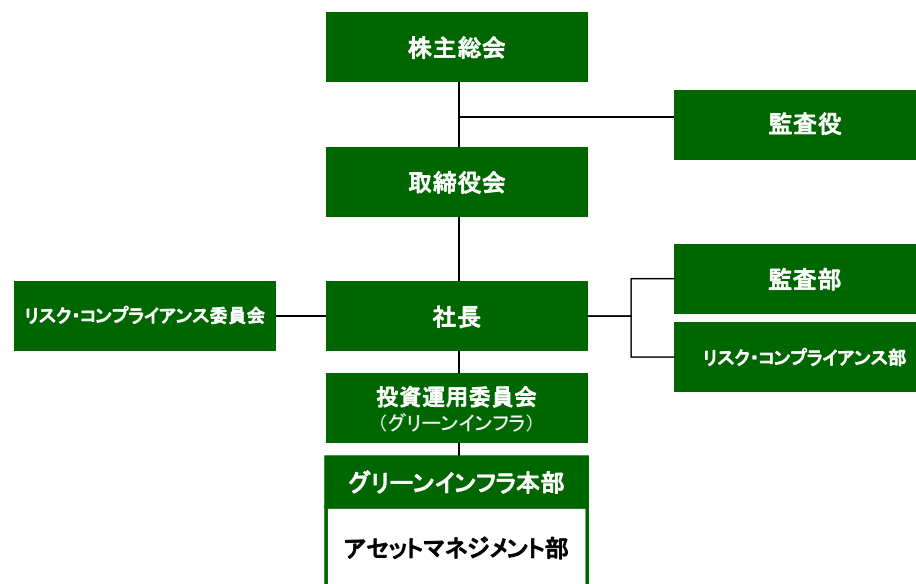 株主総会
監査役
取締役会
監査部
リスク・コンプライアンス委員会
社長
リスク・コンプライアンス部
投資運用委員会
（グリーンインフラ）
グリーンインフラ本部
アセットマネジメント部